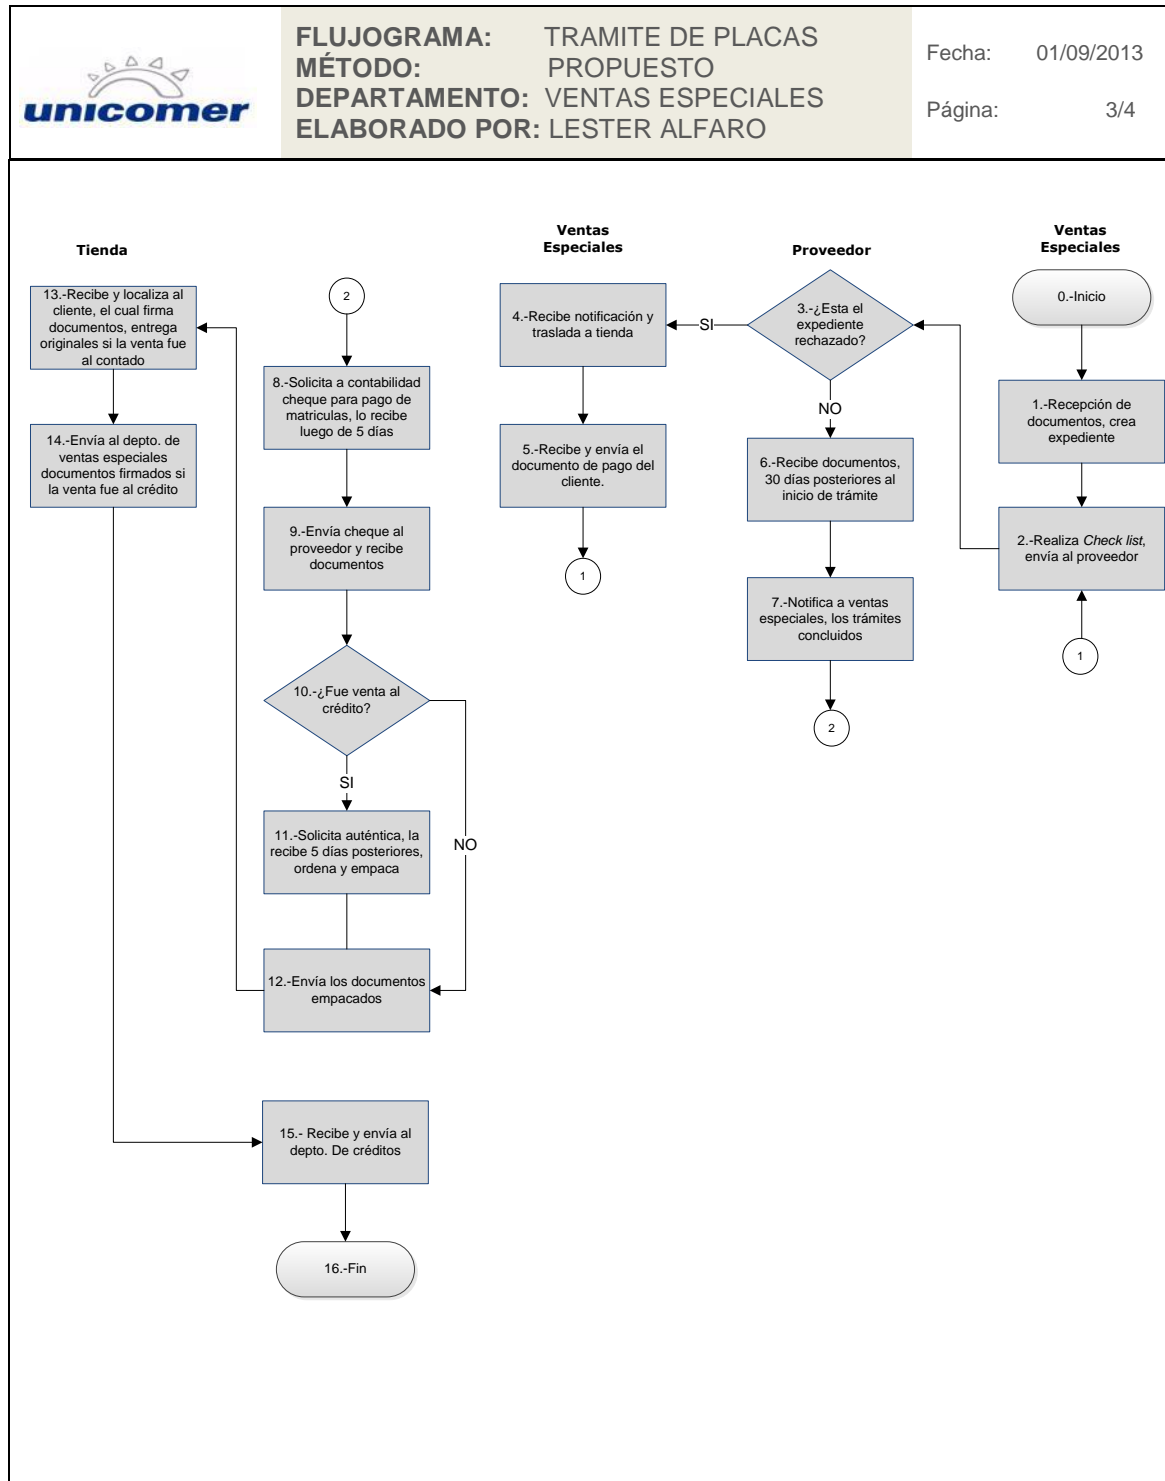 unicomer
FLUJOGRAMA: TRAMITE DE PLACAS
MÉTODO: PROPUESTO
DEPARTAMENTO: VENTAS ESPECIALES
ELABORADO POR: LESTER ALFARO
Fecha: 01/09/2013
Página: 3/4
Tienda
13.-Recibe y localiza al
cliente, el cual firma
documentos, entrega
originales si la venta fue
al contado
14.-Envía al depto. de
ventas especiales
documentos firmados si
la venta fue al crédito
2
8.-Solicita a contabilidad
cheque para pago de
matriculas, lo recibe
luego de 5 días
9.-Envía cheque al
proveedor y recibe
documentos
10.-¿Fue venta al
crédito?
SI
NO
11.-Solicita auténtica, la
recibe 5 días posteriores,
ordena y empaca
12.-Envía los documentos
empacados
15.- Recibe y envía al
depto. De créditos
16.-Fin
Ventas
Especiales
4.-Recibe notificación y
traslada a tienda
5.-Recibe y envía el
documento de pago del
cliente.
1
SI
Proveedor
3.-¿Esta el
expediente
rechazado?
NO
6.-Recibe documentos,
30 días posteriores al
inicio de trámite
7.-Notifica a ventas
especiales, los trámites
concluidos
2
Ventas
Especiales
0.-Inicio
1.-Recepción de
documentos, crea
expediente
2.-Realiza Check list,
envía al proveedor
1